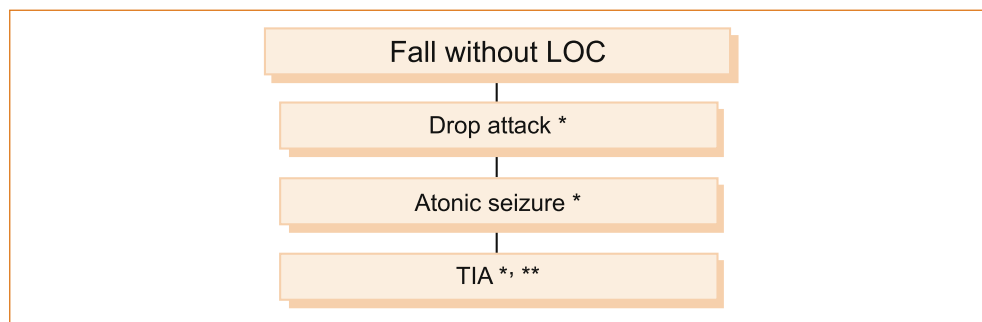 Fall without LOC
Drop attack *
Atonic seizure *
TIA *, **